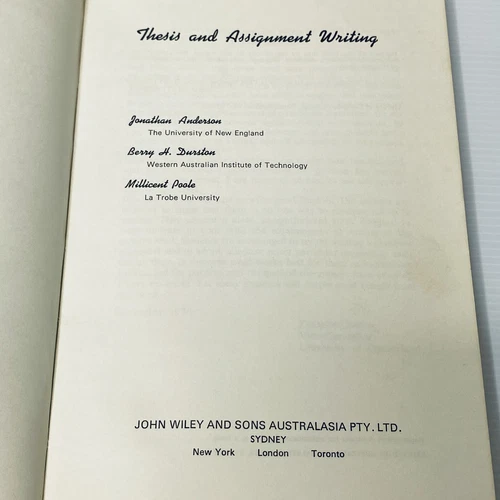 Thesis and Assignment Writing
Jonathan Anderson
The University of New England
Berry H. Durston
Western Australian Institute of Technology
Millicent Poole
La Trobe University
JOHN WILEY AND SONS AUSTRALASIA PTY. LTD.
SYDNEY
New York London Toronto